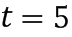 t = 5